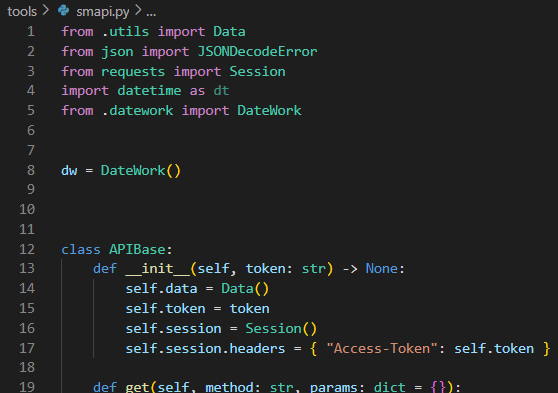 tools > smapi.py > ...
1 from .utils import Data
2 from json import JSONDecodeError
3 from requests import Session
4 import datetime as dt
5 from .datework import DateWork
6
7
8 dw = DateWork()
9
10
11
12 class APIBase:
13     def __init__(self, token: str) -> None:
14         self.data = Data()
15         self.token = token
16         self.session = Session()
17         self.session.headers = { "Access-Token": self.token }
18
19     def get(self, method: str, params: dict = {}):